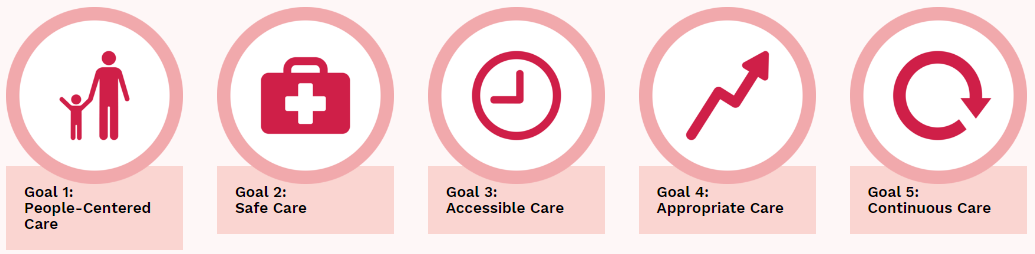 Goal 1:
People-Centered
Care
Goal 2:
Safe Care
Goal 3:
Accessible Care
Goal 4:
Appropriate Care
Goal 5:
Continuous Care